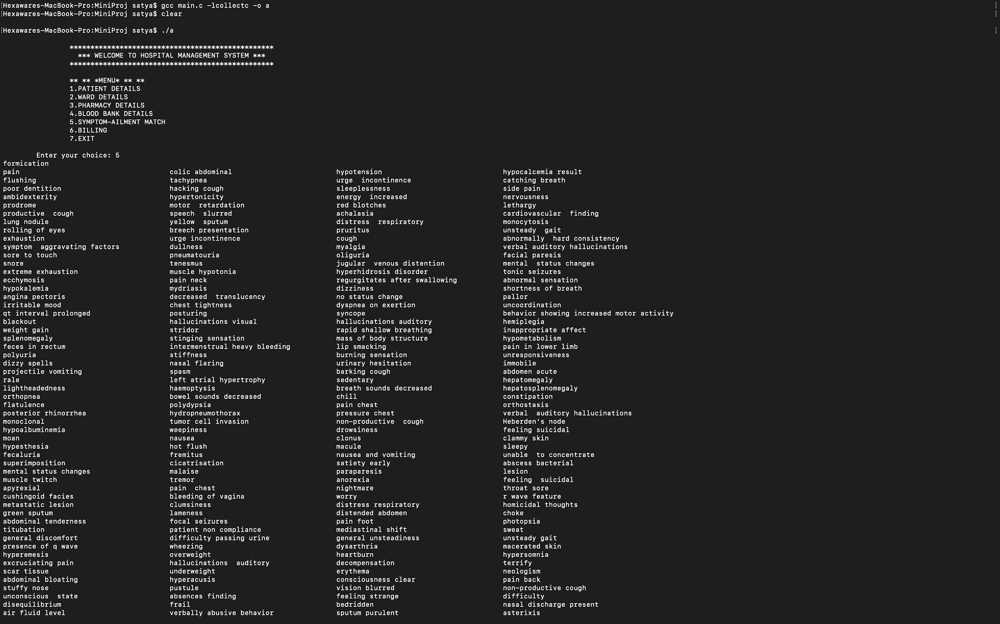 [Hexawares-MacBook-Pro:MiniProj satya$ gcc main.c -lcollectc -o a ]
[Hexawares-MacBook-Pro:MiniProj satya$ clear ]
[Hexawares-MacBook-Pro:MiniProj satya$ ./a ]
*************************************************
*** WELCOME TO HOSPITAL MANAGEMENT SYSTEM ***
*************************************************
** ** *MENU* ** **
1.PATIENT DETAILS
2.WARD DETAILS
3.PHARMACY DETAILS
4.BLOOD BANK DETAILS
5.SYMPTOM-AILMENT MATCH
6.BILLING
7.EXIT
Enter your choice: 5
formication
pain colic abdominal hypotension hypocalcemia result
flushing tachypnea urge  incontinence catching breath
poor dentition hacking cough sleeplessness side pain
ambidexterity hypertonicity energy  increased nervousness
prodrome motor  retardation red blotches lethargy
productive  cough speech  slurred achalasia cardiovascular  finding
lung nodule yellow  sputum distress  respiratory monocytosis
rolling of eyes breech presentation pruritus unsteady  gait
exhaustion urge incontinence cough abnormally  hard consistency
symptom  aggravating factors dullness myalgia verbal auditory hallucinations
sore to touch pneumatouria oliguria facial paresis
snore tenesmus jugular  venous distention mental  status changes
extreme exhaustion muscle hypotonia hyperhidrosis disorder tonic seizures
ecchymosis pain neck regurgitates after swallowing abnormal sensation
hypokalemia mydriasis dizziness shortness of breath
angina pectoris decreased  translucency no status change pallor
irritable mood chest tightness dyspnea on exertion uncoordination
qt interval prolonged posturing syncope behavior showing increased motor activity
blackout hallucinations visual hallucinations auditory hemiplegia
weight gain stridor rapid shallow breathing inappropriate affect
splenomegaly stinging sensation mass of body structure hypometabolism
feces in rectum intermenstrual heavy bleeding lip smacking pain in lower limb
polyuria stiffness burning sensation unresponsiveness
dizzy spells nasal flaring urinary hesitation immobile
projectile vomiting spasm barking cough abdomen acute
rale left atrial hypertrophy sedentary hepatomegaly
lightheadedness haemoptysis breath sounds decreased hepatosplenomegaly
orthopnea bowel sounds decreased chill constipation
flatulence polydypsia pain chest orthostasis
posterior rhinorrhea hydropneumothorax pressure chest verbal  auditory hallucinations
monoclonal tumor cell invasion non-productive  cough Heberden's node
hypoalbuminemia weepiness drowsiness feeling suicidal
moan nausea clonus clammy skin
hypesthesia hot flush macule sleepy
fecaluria fremitus nausea and vomiting unable  to concentrate
superimposition cicatrisation satiety early abscess bacterial
mental status changes malaise paraparesis lesion
muscle twitch tremor anorexia feeling  suicidal
apyrexial pain  chest nightmare throat sore
cushingoid facies bleeding of vagina worry r wave feature
metastatic lesion clumsiness distress respiratory homicidal thoughts
green sputum lameness distended abdomen choke
abdominal tenderness focal seizures pain foot photopsia
titubation patient non compliance mediastinal shift sweat
general discomfort difficulty passing urine general unsteadiness unsteady gait
presence of q wave wheezing dysarthria macerated skin
hyperemesis overweight heartburn hypersomnia
excruciating pain hallucinations  auditory decompensation terrify
scar tissue underweight erythema neologism
abdominal bloating hyperacusis consciousness clear pain back
stuffy nose pustule vision blurred non-productive cough
unconscious  state absences finding feeling strange difficulty
disequilibrium frail bedridden nasal discharge present
air fluid level verbally abusive behavior sputum purulent asterixis